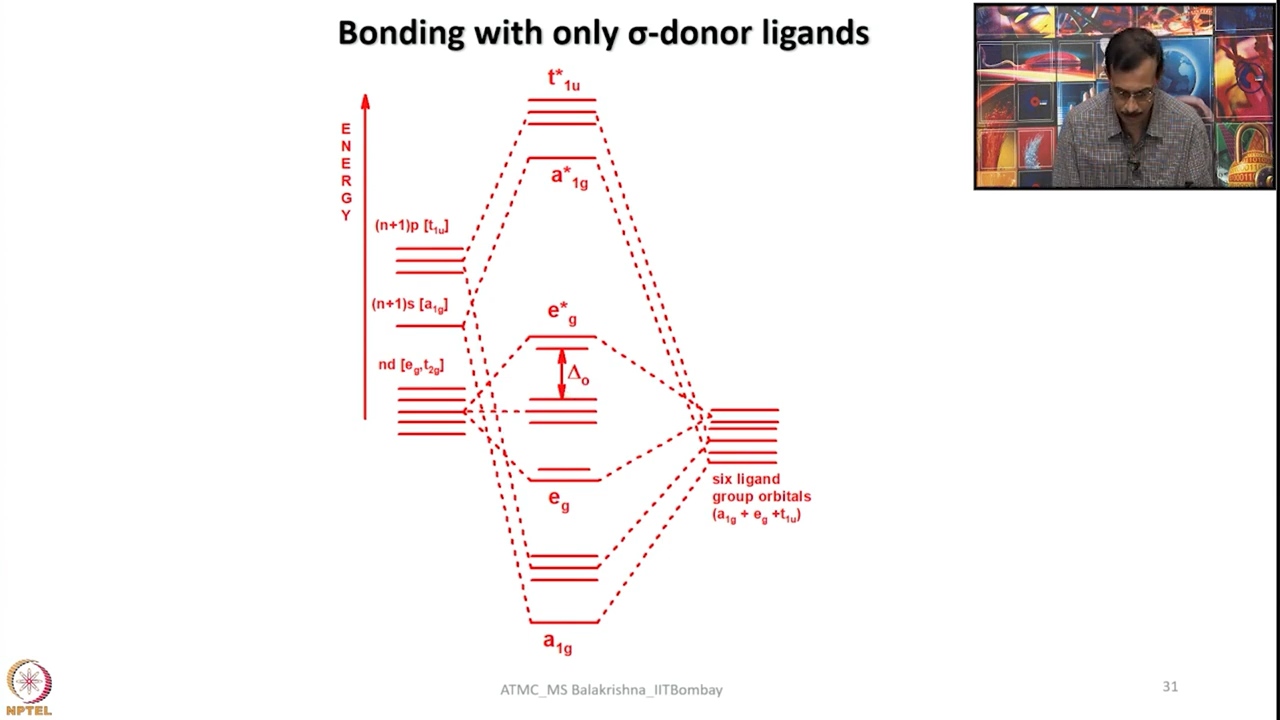 Bonding with only σ-donor ligands
t*1u
ENERGY
a*1g
(n+1)p [t1u]
(n+1)s [a1g]
e*g
nd [eg,t2g]
Δo
eg
six ligand
group orbitals
(a1g + eg +t1u)
a1g
NPTEL
ATMC_MS Balakrishna_IITBombay
31